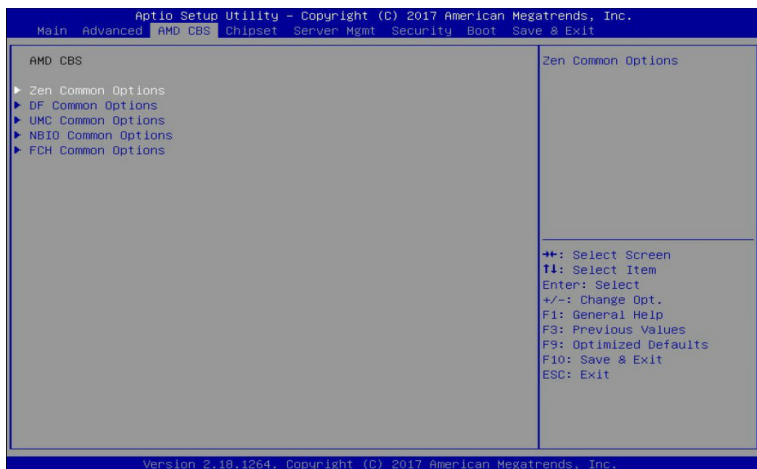 Aptio Setup Utility – Copyright (C) 2017 American Megatrends, Inc.
Main Advanced AMD CBS Chipset Server Mgmt Security Boot Save & Exit
AMD CBS
Zen Common Options
DF Common Options
UMC Common Options
NBIO Common Options
FCH Common Options
Zen Common Options
→←: Select Screen
↑↓: Select Item
Enter: Select
+/-: Change Opt.
F1: General Help
F3: Previous Values
F9: Optimized Defaults
F10: Save & Exit
ESC: Exit
Version 2.18.1264. Copyright (C) 2017 American Megatrends, Inc.